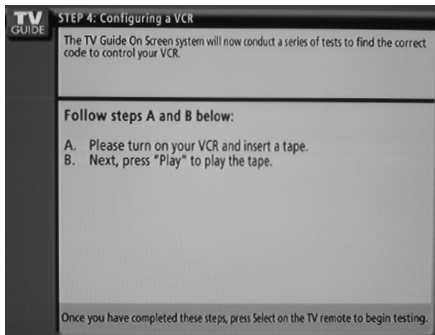 TV
GUIDE
STEP 4: Configuring a VCR
The TV Guide On Screen system will now conduct a series of tests to find the correct
code to control your VCR.
Follow steps A and B below:
A. Please turn on your VCR and insert a tape.
B. Next, press "Play" to play the tape.
Once you have completed these steps, press Select on the TV remote to begin testing.